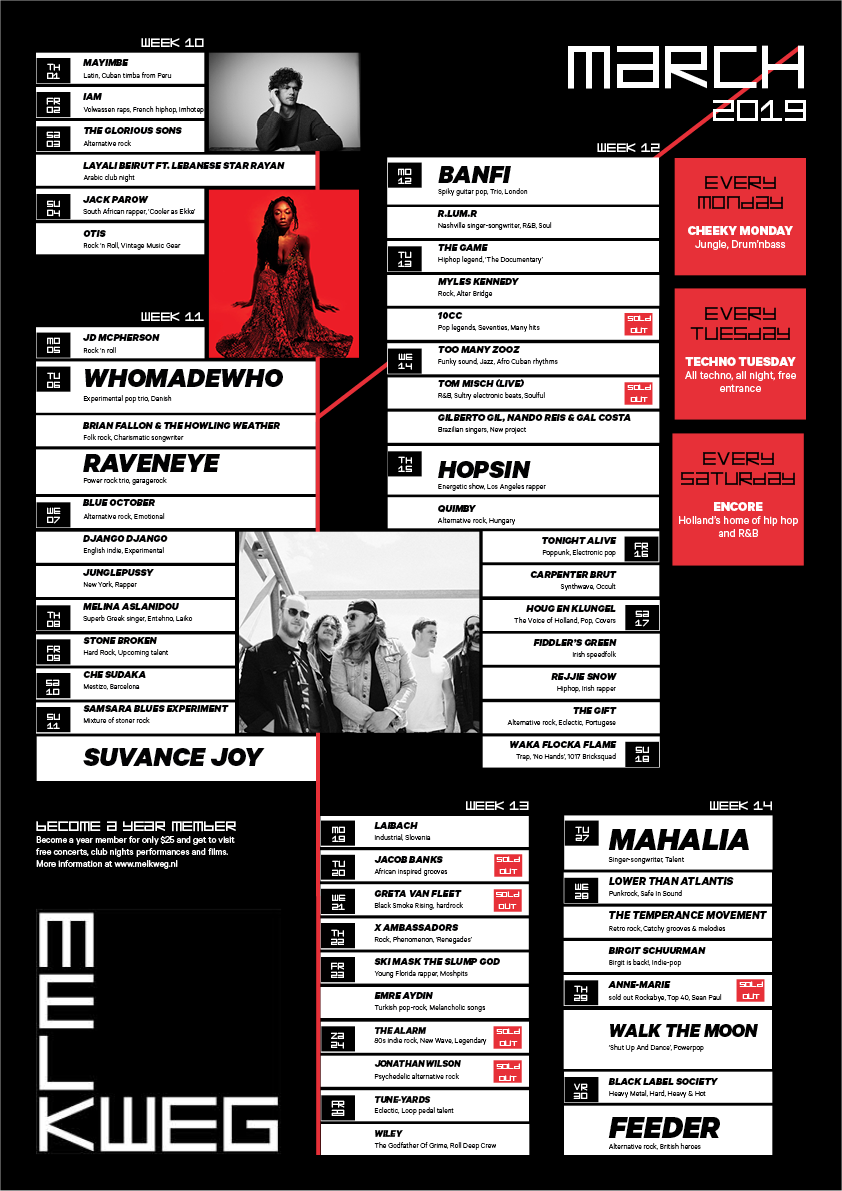 MARCH
2019
WEEK 10
TH
01
MAYIMBE
Latin, Cuban timba from Peru
FR
02
IAM
Volwassen raps, French hiphop, Imhotep
SA
03
THE GLORIOUS SONS
Alternative rock
LAYALI BEIRUT FT. LEBANESE STAR RAYAN
Arabic club night
SU
04
JACK PAROW
South African rapper, 'Cooler as Ekke'
OTIS
Rock 'n Roll, Vintage Music Gear
WEEK 11
MO
05
JD MCPHERSON
Rock 'n roll
TU
06
WHOMADEWHO
Experimental pop trio, Danish
BRIAN FALLON & THE HOWLING WEATHER
Folk rock, Charismatic songwriter
RAVENEYE
Power rock trio, garagerock
WE
07
BLUE OCTOBER
Alternative rock, Emotional
DJANGO DJANGO
English indie, Experimental
JUNGLEPUSSY
New York, Rapper
TH
08
MELINA ASLANIDOU
Superb Greek singer, Entehno, Laiko
FR
09
STONE BROKEN
Hard Rock, Upcoming talent
SA
10
CHE SUDAKA
Mestizo, Barcelona
SU
11
SAMSARA BLUES EXPERIMENT
Mixture of stoner rock
SUVANCE JOY
WEEK 12
MO
12
BANFI
Spiky guitar pop, Trio, London
R.LUM.R
Nashville singer-songwriter, R&B, Soul
TU
13
THE GAME
Hiphop legend, 'The Documentary'
MYLES KENNEDY
Rock, Alter Bridge
10CC
Pop legends, Seventies, Many hits
SOLD
OUT
WE
14
TOO MANY ZOOZ
Funky sound, Jazz, Afro Cuban rhythms
TOM MISCH (LIVE)
R&B, Sultry electronic beats, Soulful
SOLD
OUT
GILBERTO GIL, NANDO REIS & GAL COSTA
Brazilian singers, New project
TH
15
HOPSIN
Energetic show, Los Angeles rapper
QUIMBY
Alternative rock, Hungary
TONIGHT ALIVE
Poppunk, Electronic pop
FR
16
CARPENTER BRUT
Synthwave, Occult
HOUG EN KLUNGEL
The Voice of Holland, Pop, Covers
SA
17
FIDDLER'S GREEN
Irish speedfolk
REJJIE SNOW
Hiphop, Irish rapper
THE GIFT
Alternative rock, Eclectic, Portugese
WAKA FLOCKA FLAME
Trap, 'No Hands', 1017 Bricksquad
SU
18
EVERY
MONDAY
CHEEKY MONDAY
Jungle, Drum'nbass
EVERY
TUESDAY
TECHNO TUESDAY
All techno, all night, free
entrance
EVERY
SATURDAY
ENCORE
Holland's home of hip hop
and R&B
BECOME A YEAR MEMBER
Become a year member for only $25 and get to visit
free concerts, club nights performances and films.
More information at www.melkweg.nl
MELKWEG
WEEK 13
MO
19
LAIBACH
Industrial, Slovenia
TU
20
JACOB BANKS
African inspired grooves
SOLD
OUT
WE
21
GRETA VAN FLEET
Black Smoke Rising, hardrock
SOLD
OUT
TH
22
X AMBASSADORS
Rock, Phenomenon, 'Renegades'
FR
23
SKI MASK THE SLUMP GOD
Young Florida rapper, Moshpits
EMRE AYDIN
Turkish pop-rock, Melancholic songs
ZA
24
THE ALARM
80s indie rock, New Wave, Legendary
SOLD
OUT
JONATHAN WILSON
Psychedelic alternative rock
SOLD
OUT
FR
25
TUNE-YARDS
Eclectic, Loop pedal talent
WILEY
The Godfather Of Grime, Roll Deep Crew
WEEK 14
TU
27
MAHALIA
Singer-songwriter, Talent
WE
28
LOWER THAN ATLANTIS
Punkrock, Safe In Sound
THE TEMPERANCE MOVEMENT
Retro rock, Catchy grooves & melodies
BIRGIT SCHUURMAN
Birgit is back!, Indie-pop
TH
29
ANNE-MARIE
sold out Rockabye, Top 40, Sean Paul
SOLD
OUT
WALK THE MOON
'Shut Up And Dance', Powerpop
VR
30
BLACK LABEL SOCIETY
Heavy Metal, Hard, Heavy & Hot
FEEDER
Alternative rock, British heroes